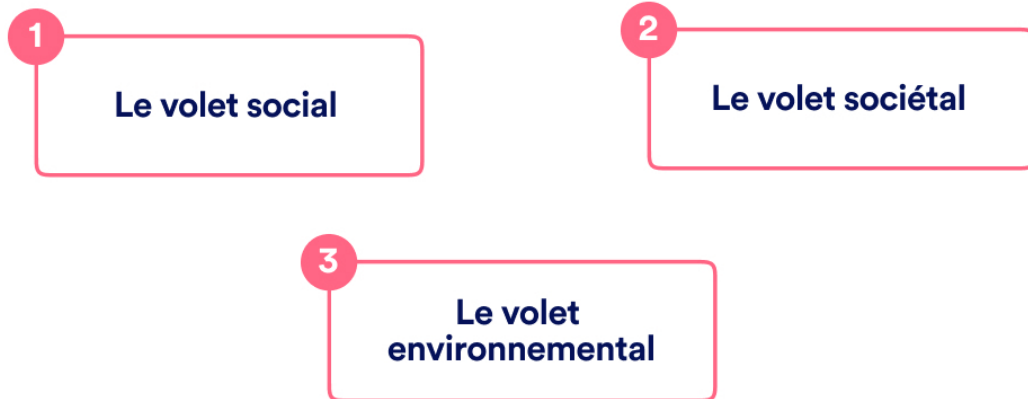 1
Le volet social
2
Le volet sociétal
3
Le volet
environnemental